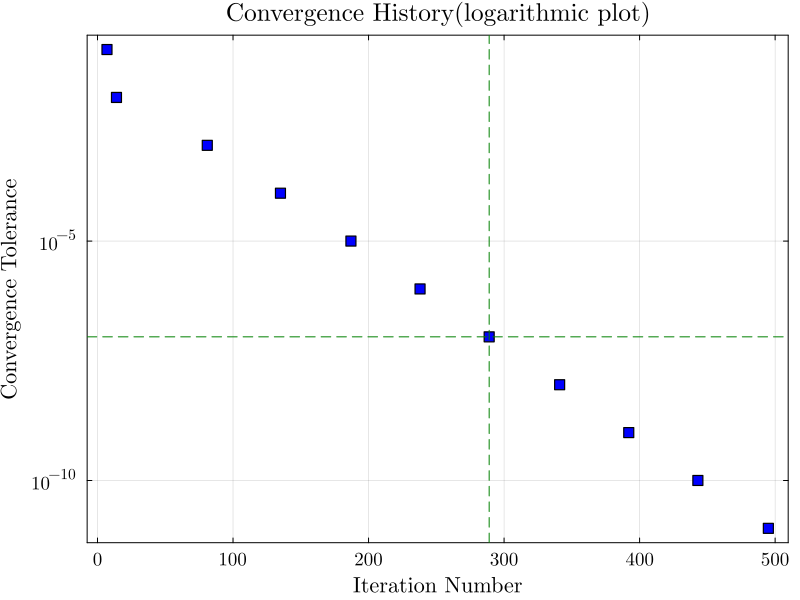 Convergence History(logarithmic plot)
Convergence Tolerance
10⁻⁵
10⁻¹⁰
0 100 200 300 400 500
Iteration Number